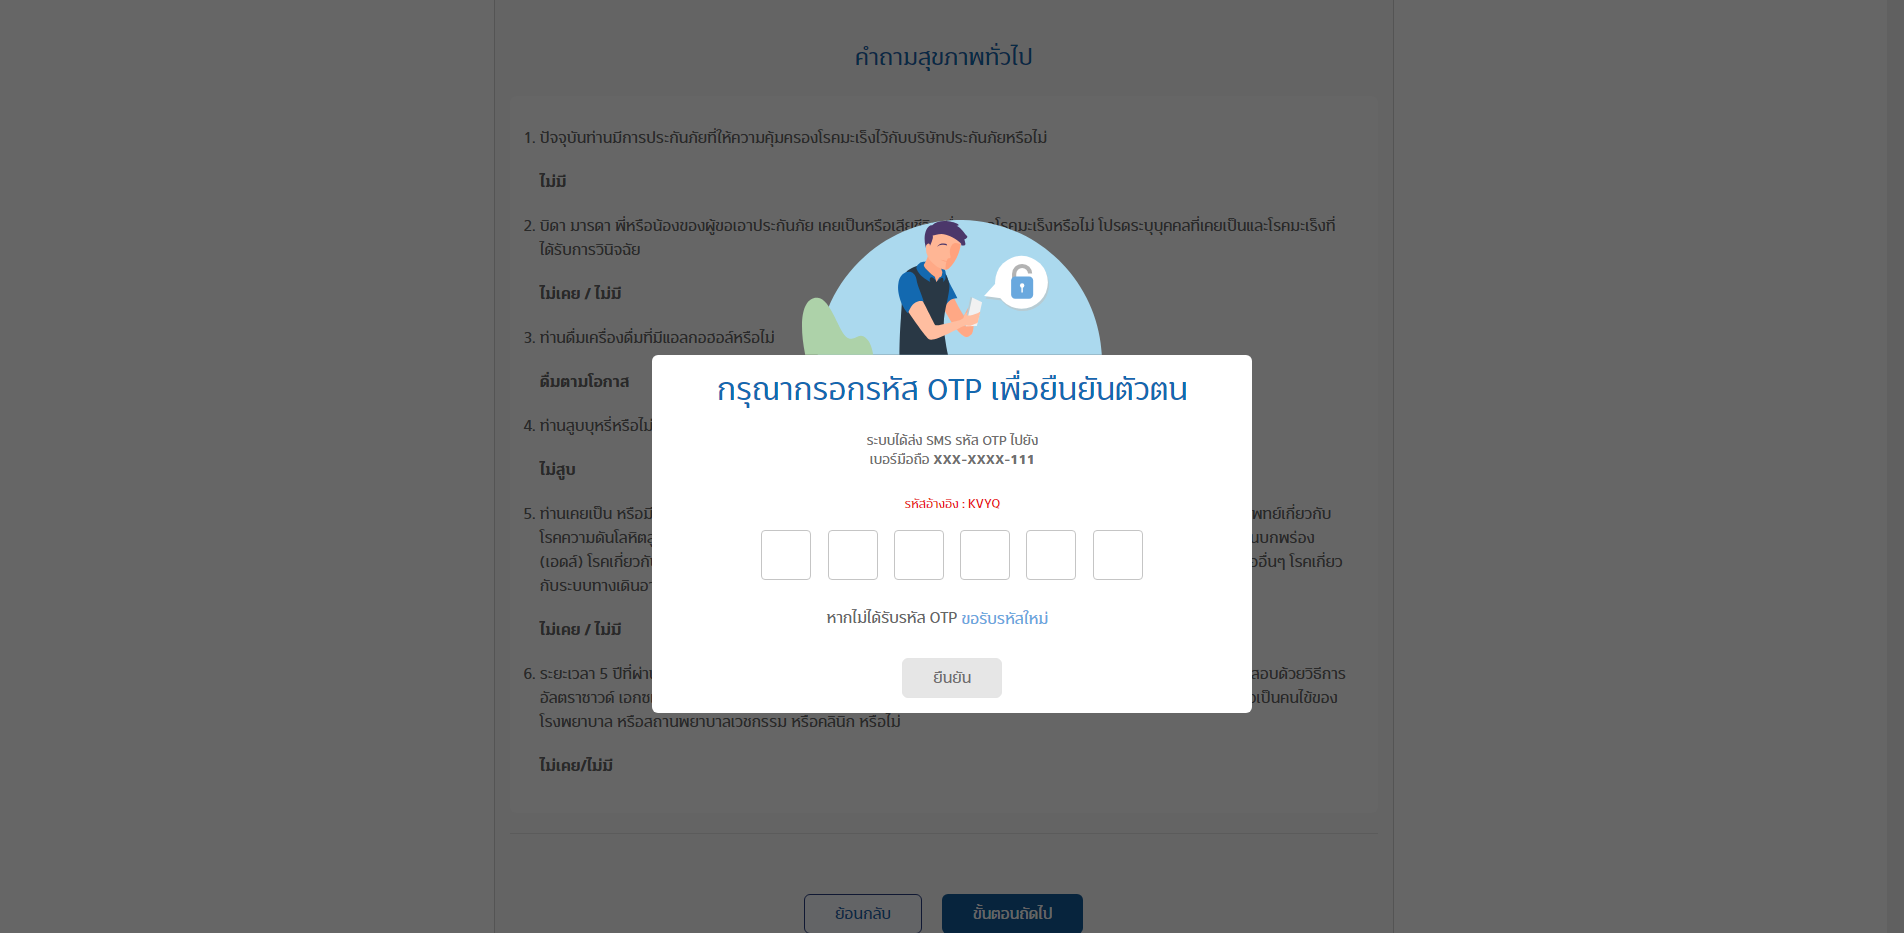 คำถามสุขภาพทั่วไป
1. ปัจจุบันท่านมีการประกันภัยที่ให้ความคุ้มครองโรคมะเร็งไว้กับบริษัทประกันภัยหรือไม่
ไม่มี
2. บิดา มารดา พี่หรือน้องของผู้ขอเอาประกันภัย เคยเป็นหรือเสียชีวิต โรคมะเร็งหรือไม่ โปรดระบุบุคคลที่เคยเป็นและโรคมะเร็งที่
ได้รับการวินิจฉัย
ไม่เคย / ไม่มี
3. ท่านดื่มเครื่องดื่มที่มีแอลกอฮอล์หรือไม่
ดื่มตามโอกาส
4. ท่านสูบบุหรี่หรือไม่
ไม่สูบ
5. ท่านเคยเป็น หรือมี แพทย์เกี่ยวกับ
โรคความดันโลหิตสู นบกพร่อง
(เอดส์) โรคเกี่ยวกับ ออื่นๆ โรคเกี่ยว
กับระบบทางเดินอา
ไม่เคย / ไม่มี
6. ระยะเวลา 5 ปีที่ผ่าน สอบด้วยวิธีการ
อัลตราซาวด์ เอกซเ อเป็นคนไข้ของ
โรงพยาบาล หรือสถานพยาบาลเวชกรรม หรือคลินิก หรือไม่
ไม่เคย/ไม่มี
กรุณากรอกรหัส OTP เพื่อยืนยันตัวตน
ระบบได้ส่ง SMS รหัส OTP ไปยัง
เบอร์มือถือ XXX-XXXX-111
รหัสอ้างอิง : KVYQ
หากไม่ได้รับรหัส OTP ขอรับรหัสใหม่
ยืนยัน
ย้อนกลับ
ขั้นตอนถัดไป